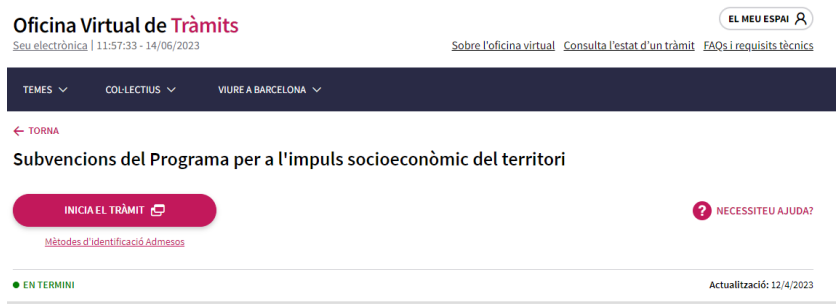 Oficina Virtual de Tràmits
EL MEU ESPAI
Seu electrònica | 11:57:33 - 14/06/2023
Sobre l'oficina virtual Consulta l'estat d'un tràmit FAQs i requisits tècnics
TEMES COL·LECTIUS VIURE A BARCELONA
← TORNA
Subvencions del Programa per a l'impuls socioeconòmic del territori
INICIA EL TRÀMIT
? NECESSITEU AJUDA?
Mètodes d'identificació Admesos
EN TERMINI
Actualització: 12/4/2023